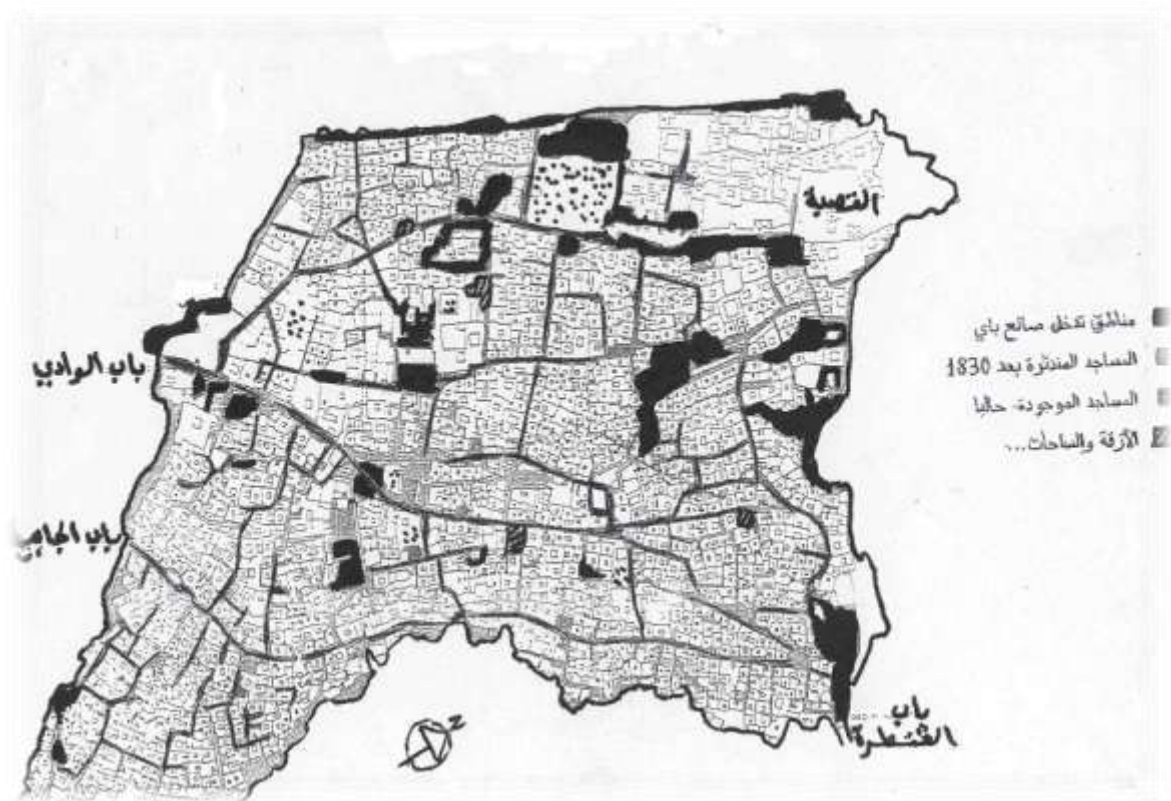 القصبة
باب الوادي
باب الجابي
باب
القنطرة
N
مناطق تدخل صالح باي
المساجد المندثرة بعد 1830
المساجد الموجودة حاليا
الأزقة والساحات...